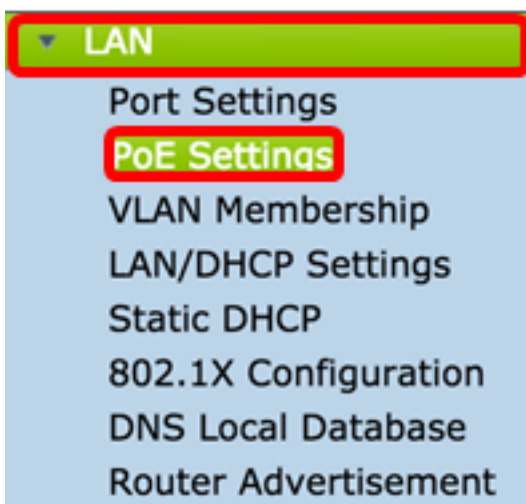 LAN
Port Settings
PoE Settings
VLAN Membership
LAN/DHCP Settings
Static DHCP
802.1X Configuration
DNS Local Database
Router Advertisement